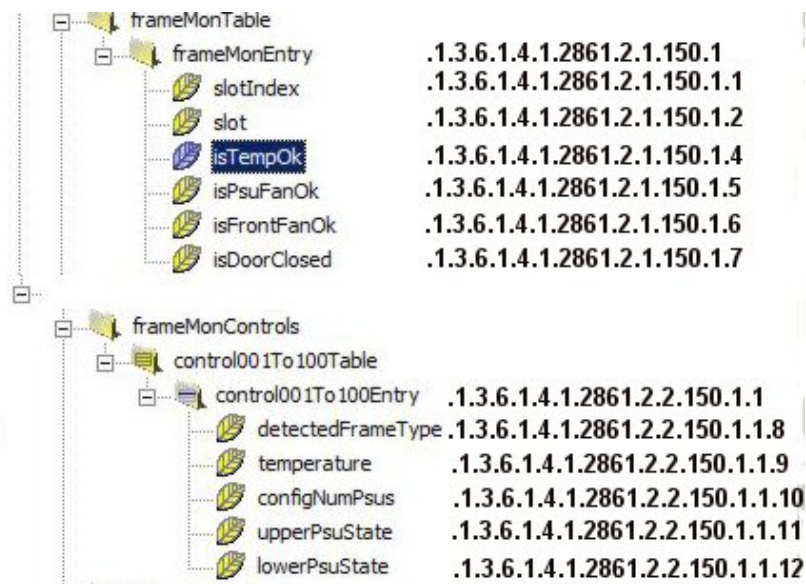 frameMonTable
frameMonEntry .1.3.6.1.4.1.2861.2.1.150.1
slotIndex .1.3.6.1.4.1.2861.2.1.150.1.1
slot .1.3.6.1.4.1.2861.2.1.150.1.2
isTempOk .1.3.6.1.4.1.2861.2.1.150.1.4
isPsuFanOk .1.3.6.1.4.1.2861.2.1.150.1.5
isFrontFanOk .1.3.6.1.4.1.2861.2.1.150.1.6
isDoorClosed .1.3.6.1.4.1.2861.2.1.150.1.7
frameMonControls
control001To100Table
control001To100Entry .1.3.6.1.4.1.2861.2.2.150.1.1
detectedFrameType .1.3.6.1.4.1.2861.2.2.150.1.1.8
temperature .1.3.6.1.4.1.2861.2.2.150.1.1.9
configNumPsus .1.3.6.1.4.1.2861.2.2.150.1.1.10
upperPsuState .1.3.6.1.4.1.2861.2.2.150.1.1.11
lowerPsuState .1.3.6.1.4.1.2861.2.2.150.1.1.12